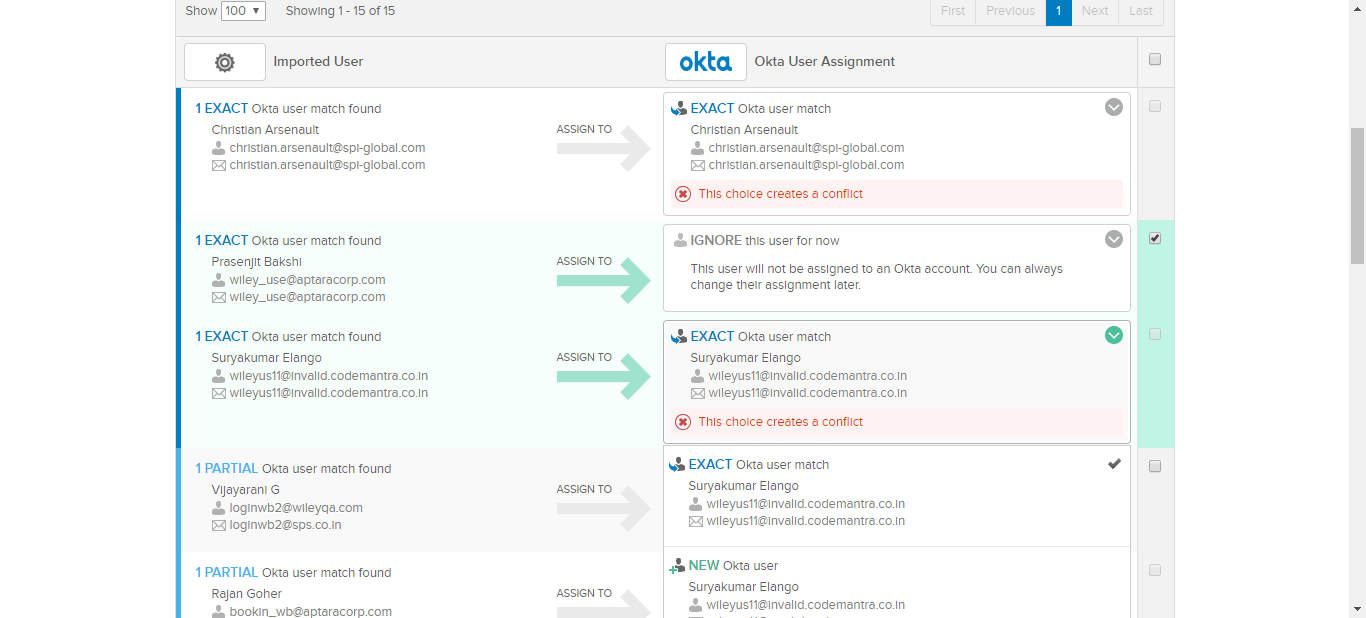 Show 100 Showing 1 - 15 of 15 First Previous 1 Next Last
Imported User okta Okta User Assignment
1 EXACT Okta user match found
Christian Arsenault
christian.arsenault@spi-global.com
christian.arsenault@spi-global.com
ASSIGN TO
EXACT Okta user match
Christian Arsenault
christian.arsenault@spi-global.com
christian.arsenault@spi-global.com
This choice creates a conflict
1 EXACT Okta user match found
Prasenjit Bakshi
wiley_use@aptaracorp.com
wiley_use@aptaracorp.com
ASSIGN TO
IGNORE this user for now
This user will not be assigned to an Okta account. You can always
change their assignment later.
1 EXACT Okta user match found
Suryakumar Elango
wileyus11@invalid.codemantra.co.in
wileyus11@invalid.codemantra.co.in
ASSIGN TO
EXACT Okta user match
Suryakumar Elango
wileyus11@invalid.codemantra.co.in
wileyus11@invalid.codemantra.co.in
This choice creates a conflict
1 PARTIAL Okta user match found
Vijayarani G
loginwb2@wileyqa.com
loginwb2@sps.co.in
ASSIGN TO
EXACT Okta user match
Suryakumar Elango
wileyus11@invalid.codemantra.co.in
wileyus11@invalid.codemantra.co.in
1 PARTIAL Okta user match found
Rajan Goher
bookin_wb@aptaracorp.com
ASSIGN TO
NEW Okta user
Suryakumar Elango
wileyus11@invalid.codemantra.co.in